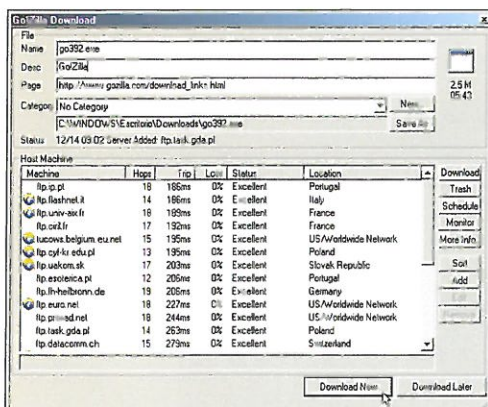 Go!Zilla Download
File
Name go392.exe
Desc Go!Zilla
Page http://www.gozilla.com/download_links.html
Category No Category New...
C:\WINDOWS\Escritorio\Downloads\go392.exe Save As
2.5 M
05:43
Status 12/14 09:02 Server Added: ftp.task.gda.pl
Host Machine
Machine Hops Trip Loss Status Location
ftp.ip.pt 18 186ms 0% Excellent Portugal
ftp.flashnet.it 14 186ms 0% Excellent Italy
ftp.univ-aix.fr 18 189ms 0% Excellent France
ftp.ciril.fr 17 192ms 0% Excellent France
tucows.belgium.eu.net 15 195ms 0% Excellent US/Worldwide Network
ftp.cyf-kr.edu.pl 13 195ms 0% Excellent Poland
ftp.uakom.sk 17 203ms 0% Excellent Slovak Republic
ftp.esoterica.pt 12 206ms 0% Excellent Portugal
ftp.fh-heilbronn.de 19 206ms 0% Excellent Germany
ftp.euro.net 18 227ms 0% Excellent US/Worldwide Network
18 244ms 0% Excellent US/Worldwide Network
ftp.task.gda.pl 14 263ms 0% Excellent Poland
ftp.datacomm.ch 15 279ms 0% Excellent Switzerland
Download
Trash
Schedule
Monitor
More Info
Sort
Add
Edit
Remove
Download Now Download Later